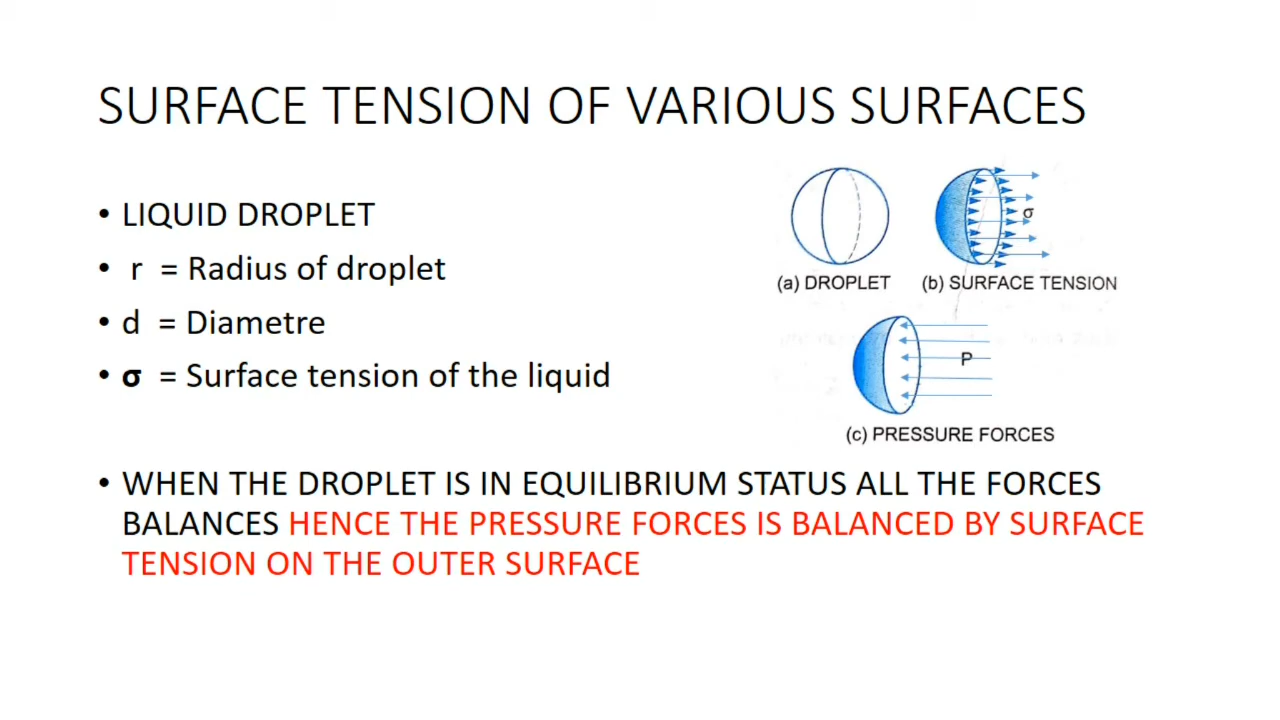 SURFACE TENSION OF VARIOUS SURFACES
• LIQUID DROPLET
• r = Radius of droplet
• d = Diametre
• σ = Surface tension of the liquid
σ
(a) DROPLET
(b) SURFACE TENSION
P
(c) PRESSURE FORCES
• WHEN THE DROPLET IS IN EQUILIBRIUM STATUS ALL THE FORCES
BALANCES HENCE THE PRESSURE FORCES IS BALANCED BY SURFACE
TENSION ON THE OUTER SURFACE